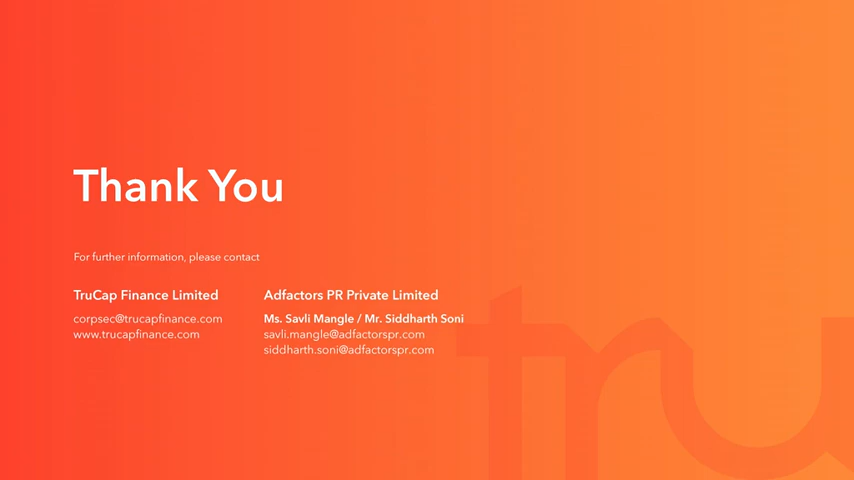 Thank You
For further information, please contact
TruCap Finance Limited
corpsec@trucapfinance.com
www.trucapfinance.com
Adfactors PR Private Limited
Ms. Savli Mangle / Mr. Siddharth Soni
savli.mangle@adfactorspr.com
siddharth.soni@adfactorspr.com
tru